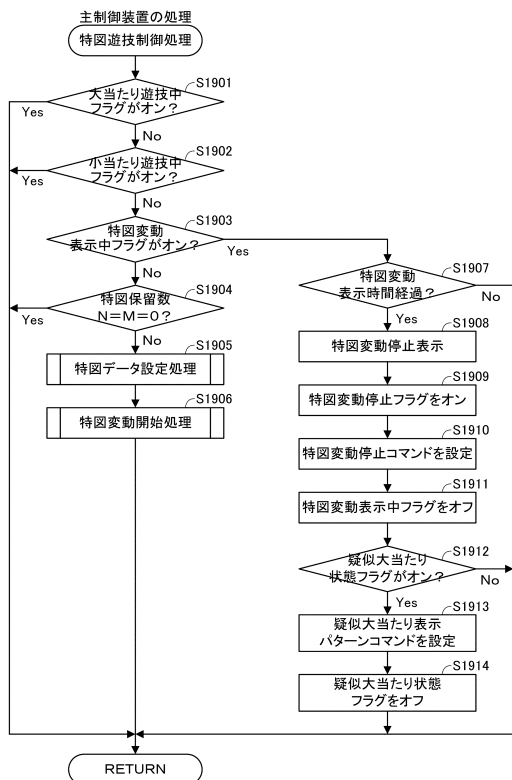 主制御装置の処理
特図遊技制御処理
S1901
大当たり遊技中
フラグがオン？
Yes
No
S1902
小当たり遊技中
フラグがオン？
Yes
No
S1903
特図変動
表示中フラグがオン？
Yes
No
S1904
特図保留数
N＝M＝0？
Yes
No
S1905
特図データ設定処理
S1906
特図変動開始処理
S1907
特図変動
表示時間経過？
No
Yes
S1908
特図変動停止表示
S1909
特図変動停止フラグをオン
S1910
特図変動停止コマンドを設定
S1911
特図変動表示中フラグをオフ
S1912
疑似大当たり
状態フラグがオン？
No
Yes
S1913
疑似大当たり表示
パターンコマンドを設定
S1914
疑似大当たり状態
フラグをオフ
RETURN